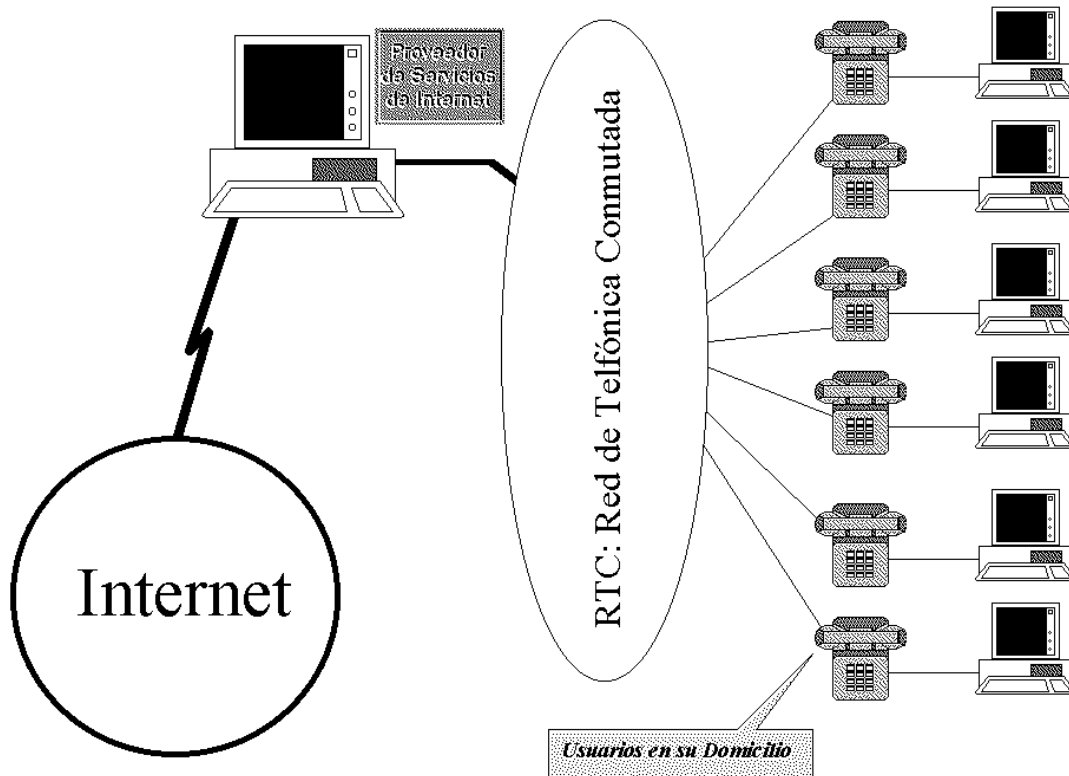 Proveedor
de Servicios
de Internet
RTC: Red de Telfónica Conmutada
Internet
Usuarios en su Domicilio